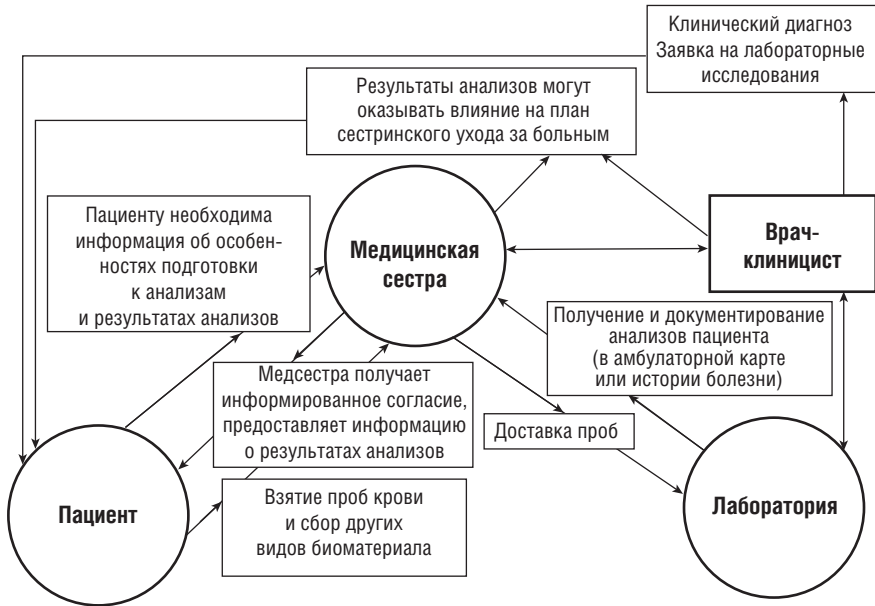 Клинический диагноз
Заявка на лабораторные
исследования
Результаты анализов могут
оказывать влияние на план
сестринского ухода за больным
Пациенту необходима
информация об особен-
ностях подготовки
к анализам
и результатах анализов
Медицинская
сестра
Врач-
клиницист
Получение и документирование
анализов пациента
(в амбулаторной карте
или истории болезни)
Медсестра получает
информированное согласие,
предоставляет информацию
о результатах анализов
Доставка проб
Пациент
Взятие проб крови
и сбор других
видов биоматериала
Лаборатория